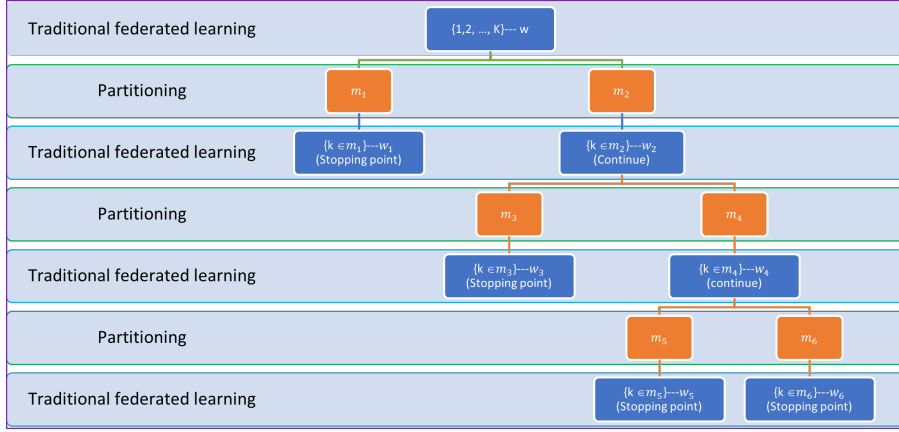 Traditional federated learning
{1,2, ..., K}--- w
Partitioning
m₁
m₂
Traditional federated learning
{k ∈m₁}---w₁
(Stopping point)
{k ∈m₂}---w₂
(Continue)
Partitioning
m₃
m₄
Traditional federated learning
{k ∈m₃}---w₃
(Stopping point)
{k ∈m₄}---w₄
(continue)
Partitioning
m₅
m₆
Traditional federated learning
{k ∈m₅}---w₅
(Stopping point)
{k ∈m₆}---w₆
(Stopping point)